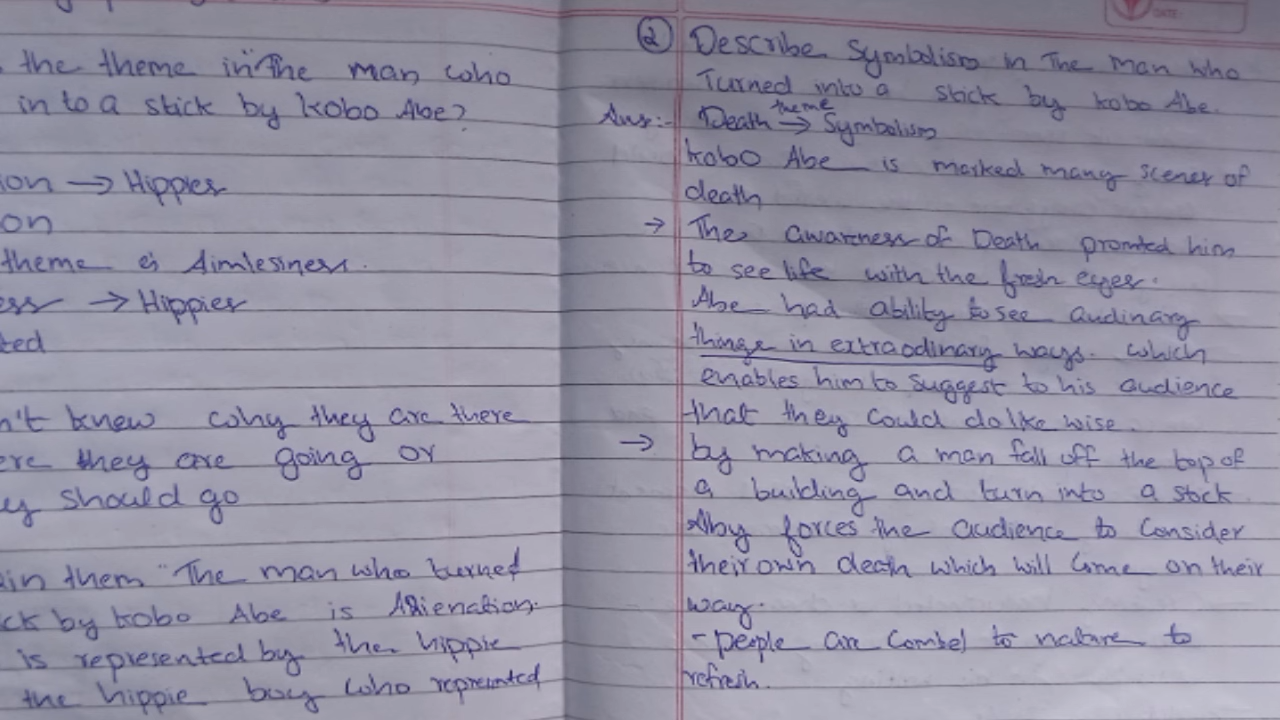 the theme in "The man who
in to a stick by kobo Abe?
ion → Hippies
on
theme is Aimlesiness.
ess → Hippies
ted
n't knew why they are there
ere they are going or
ey should go
in them "The man who turned
ck by kobo Abe is Alienation.
is represented by the hippie
the hippie boy who represented
② Describe Symbolism in The man who
Turned into a stick by kobo Abe.
Ans:- Death theme → Symbolism
kobo Abe is marked many scenes of
death
→ The awareness of Death promted him
to see life with the fresh eyes.
Abe had ability to see audinary
things in extraodinary ways. which
enables him to suggest to his audience
that they could do like wise.
→ by making a man fall off the top of
a building and turn into a stock
Aby forces the audience to Consider
their own death which will Come on their
way.
- people are to nature to
refresh.
DATE